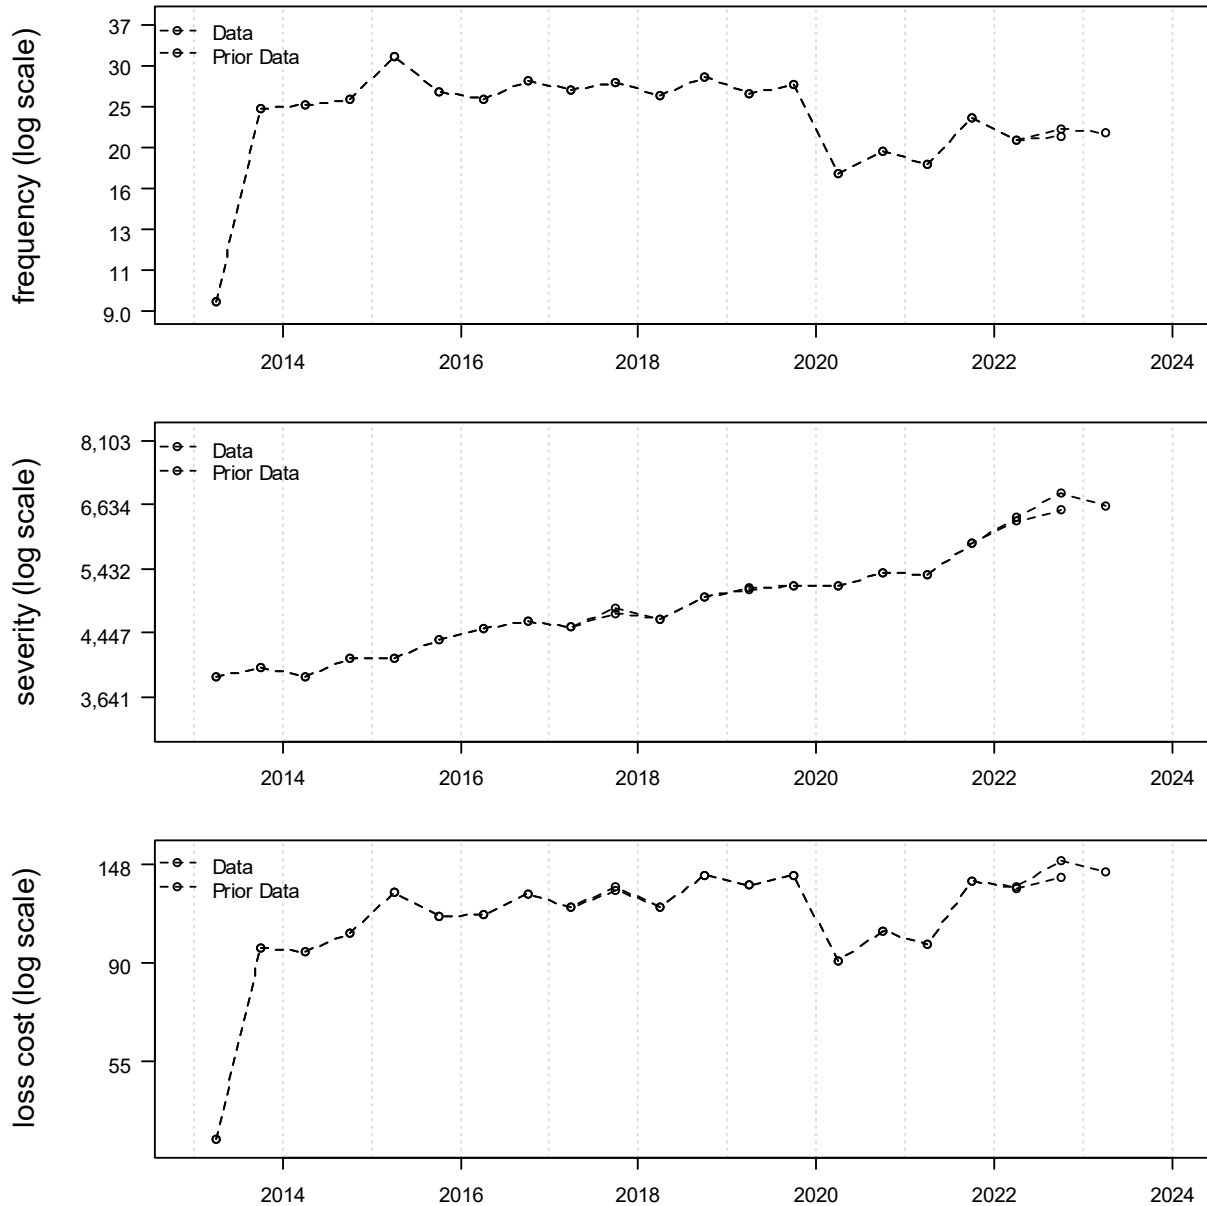 frequency (log scale)
37
30
25
20
16
13
11
9.0
Data
Prior Data
2014 2016 2018 2020 2022 2024
severity (log scale)
8,103
6,634
5,432
4,447
3,641
Data
Prior Data
2014 2016 2018 2020 2022 2024
loss cost (log scale)
148
90
55
Data
Prior Data
2014 2016 2018 2020 2022 2024